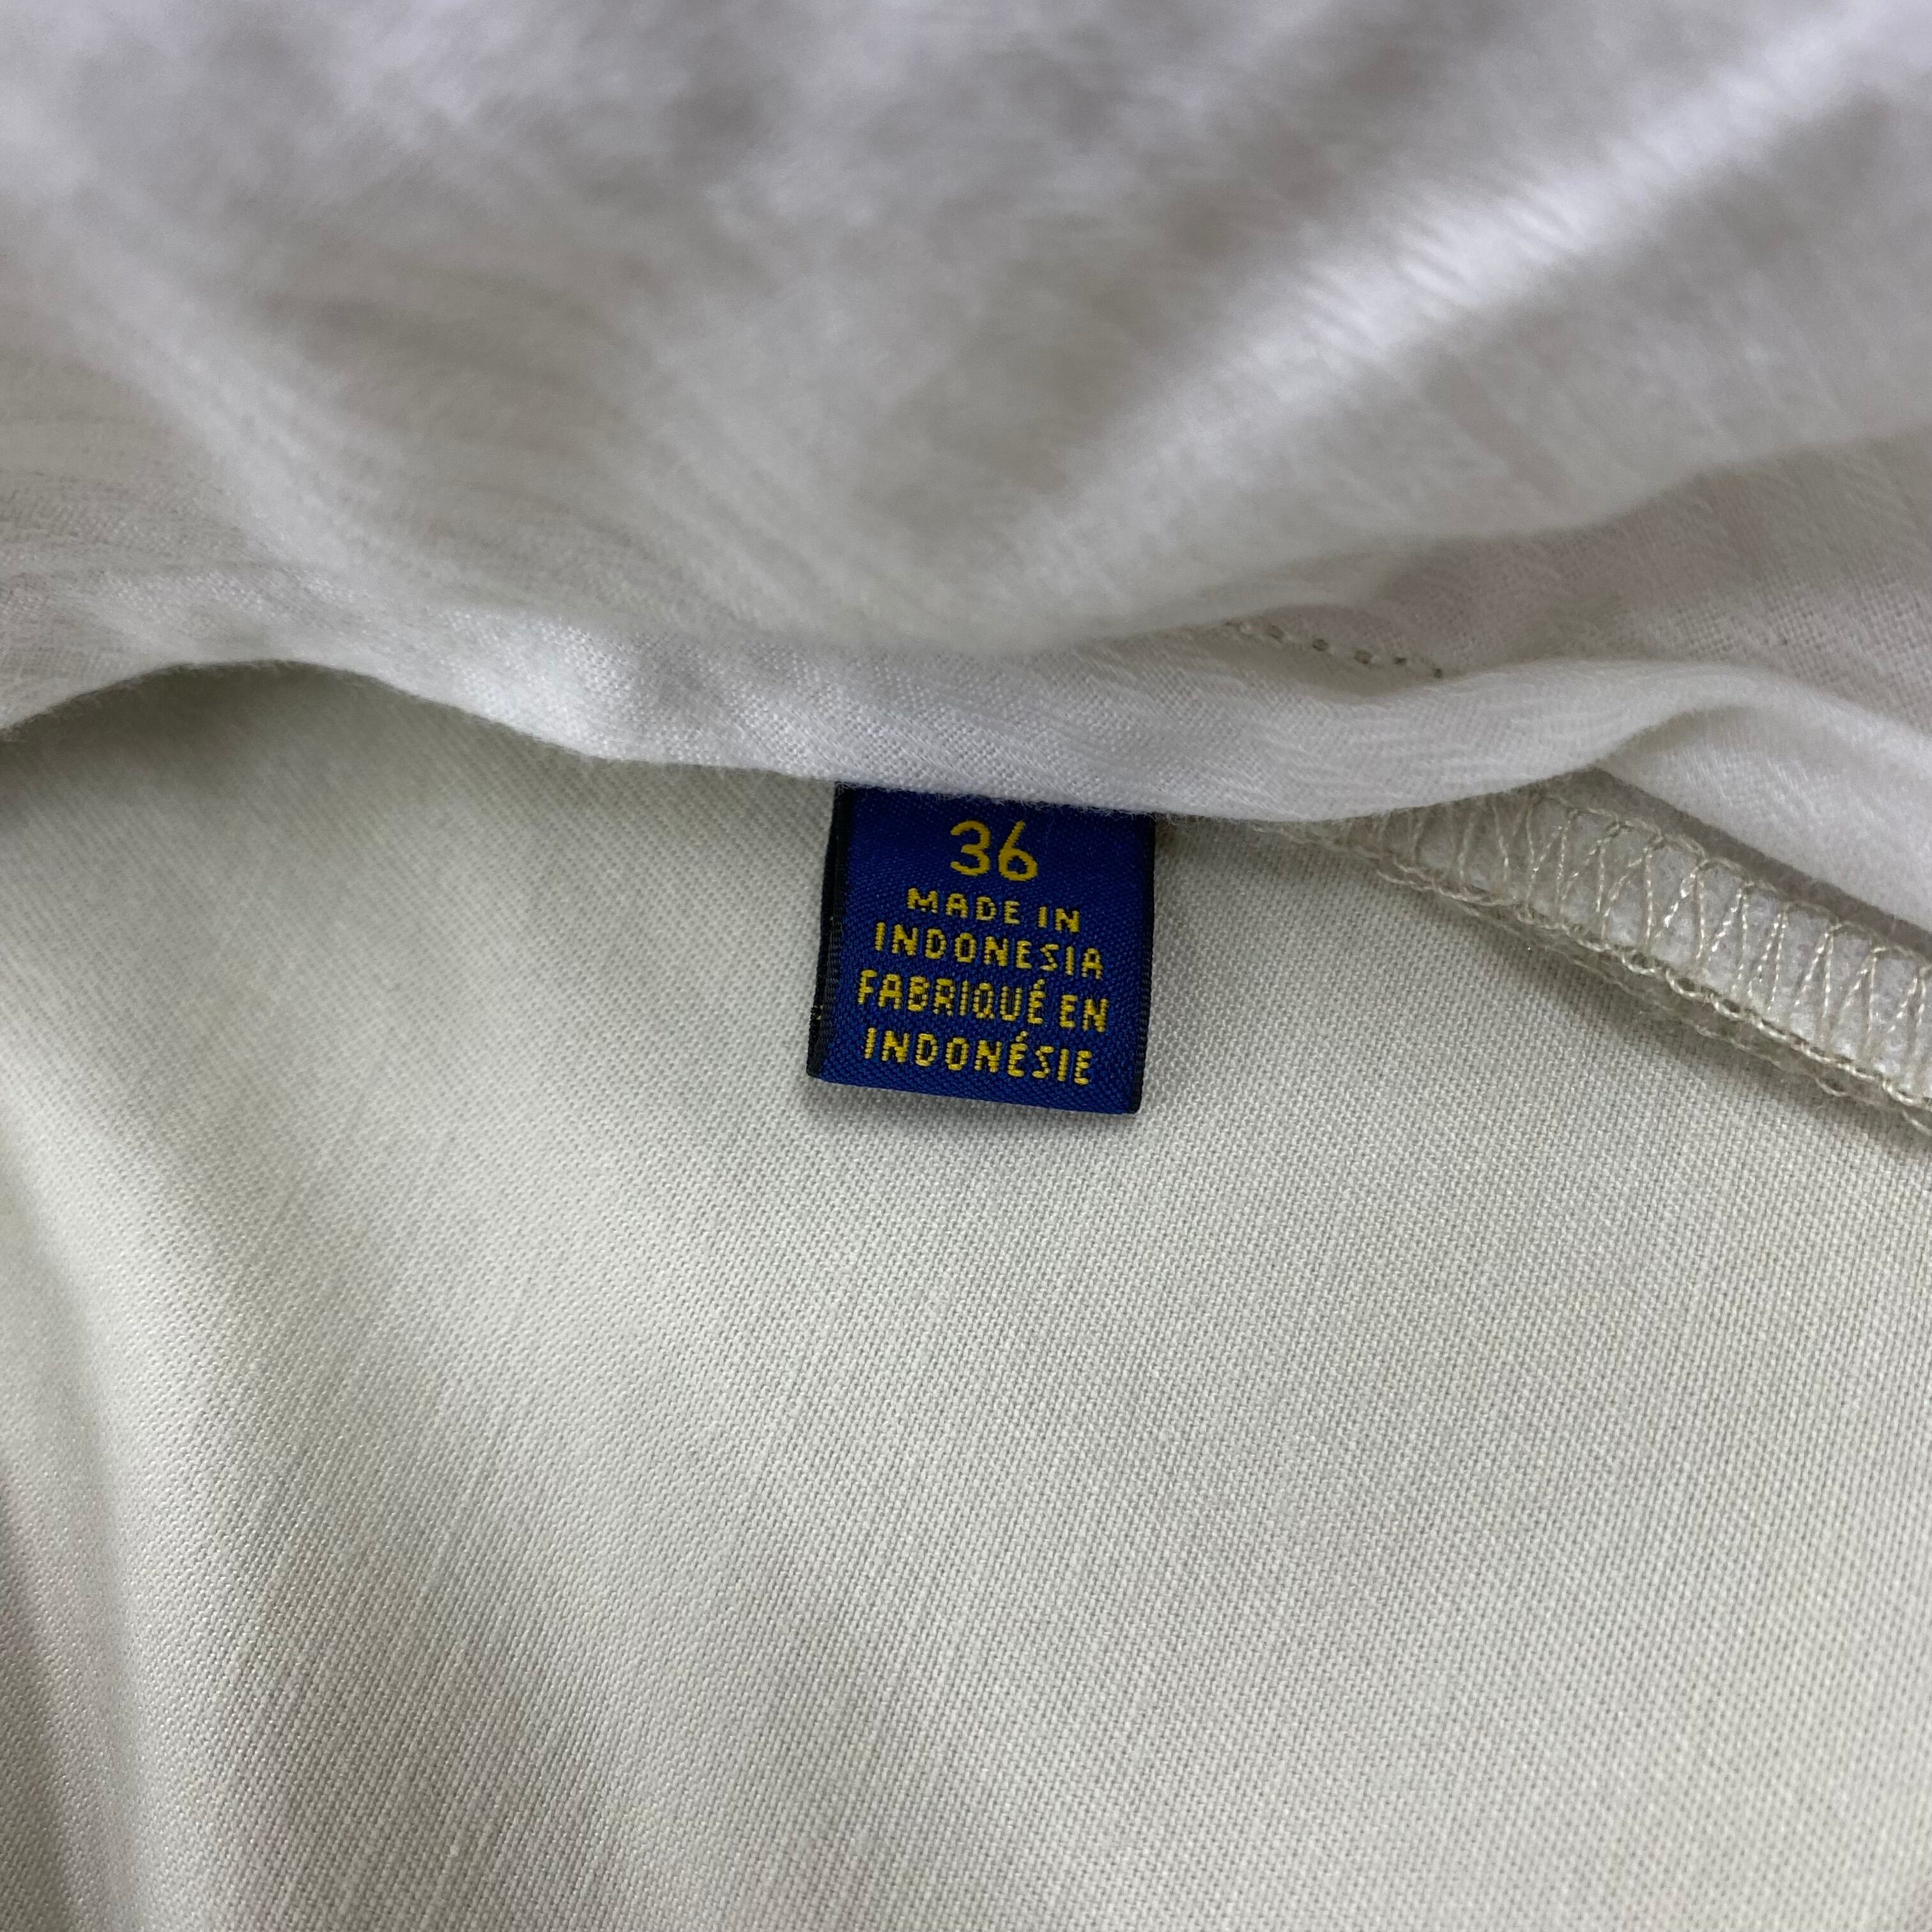 36
MADE IN
INDONESIA
FABRIQUÉ EN
INDONÉSIE